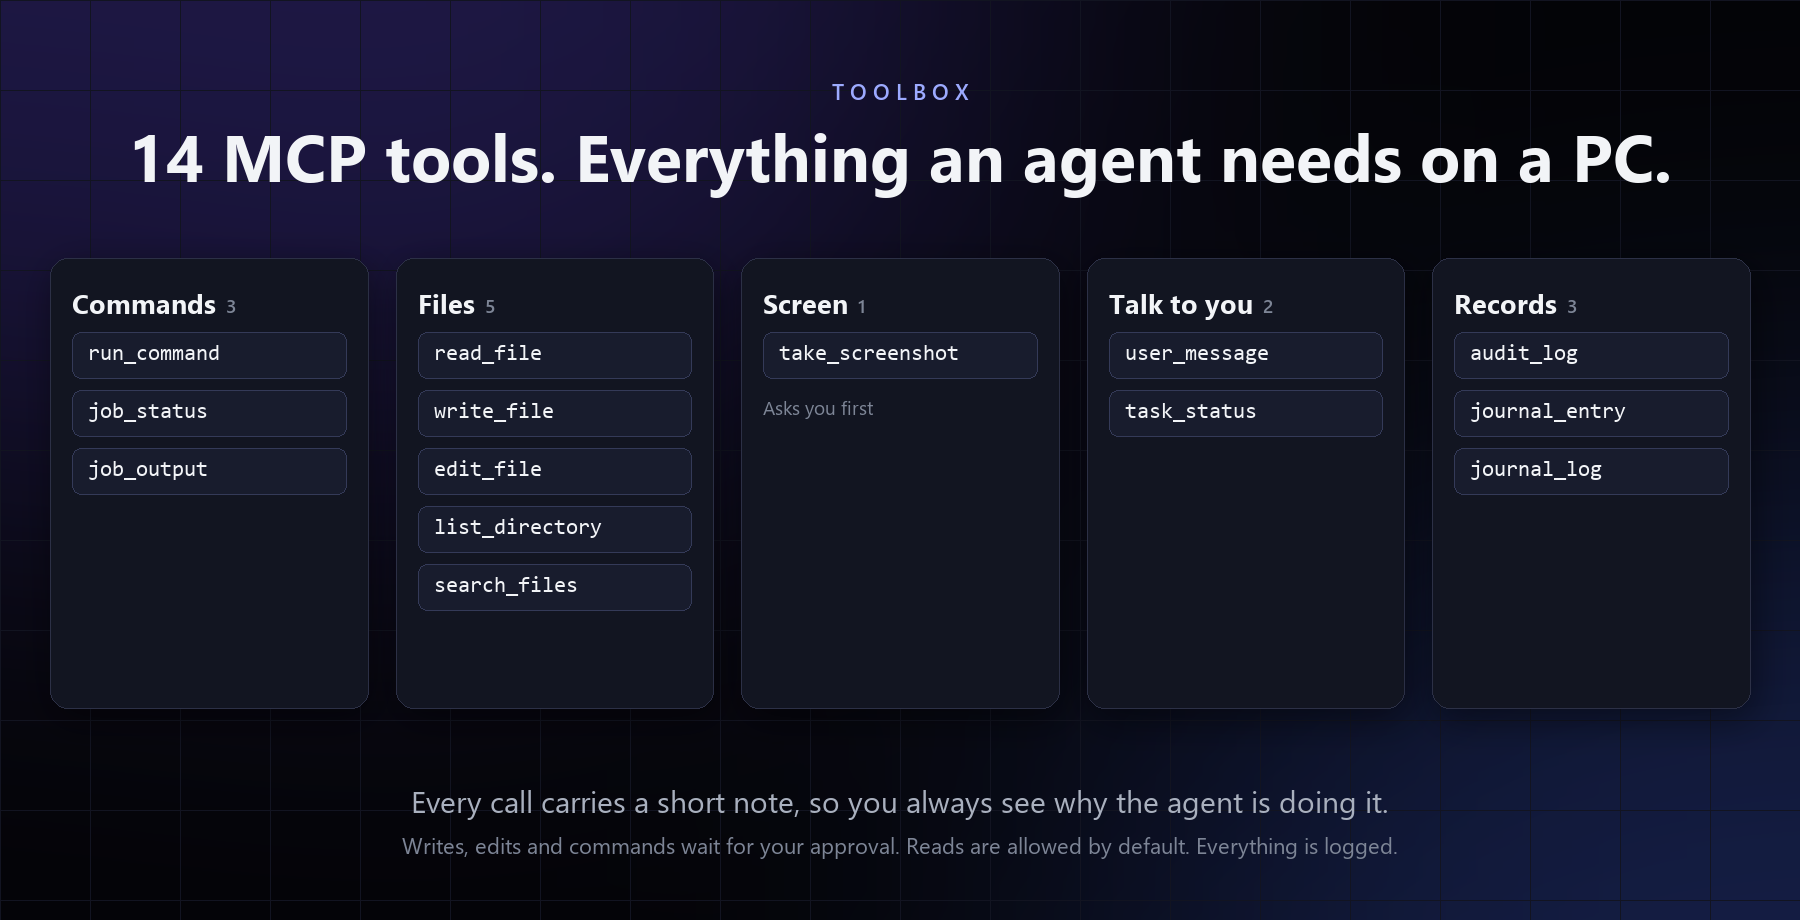 TOOLBOX
14 MCP tools. Everything an agent needs on a PC.
Commands 3
run_command
job_status
job_output
Files 5
read_file
write_file
edit_file
list_directory
search_files
Screen 1
take_screenshot
Asks you first
Talk to you 2
user_message
task_status
Records 3
audit_log
journal_entry
journal_log
Every call carries a short note, so you always see why the agent is doing it.
Writes, edits and commands wait for your approval. Reads are allowed by default. Everything is logged.